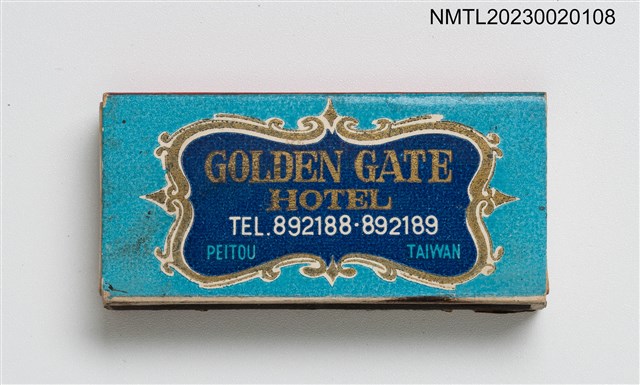 NMTL20230020108
GOLDEN GATE
HOTEL
TEL. 892188·892189
PEITOU TAIWAN